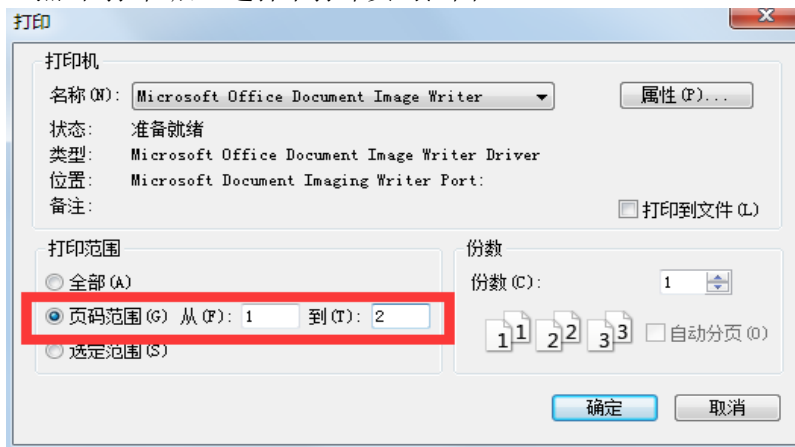 打印
打印机
名称(N): Microsoft Office Document Image Writer 属性(P)...
状态: 准备就绪
类型: Microsoft Office Document Image Writer Driver
位置: Microsoft Document Imaging Writer Port:
备注: 打印到文件(L)
打印范围 份数
全部(A) 份数(C): 1
页码范围(G) 从(F): 1 到(T): 2
1 1 2 2 3 3 自动分页(O)
选定范围(S)
确定 取消